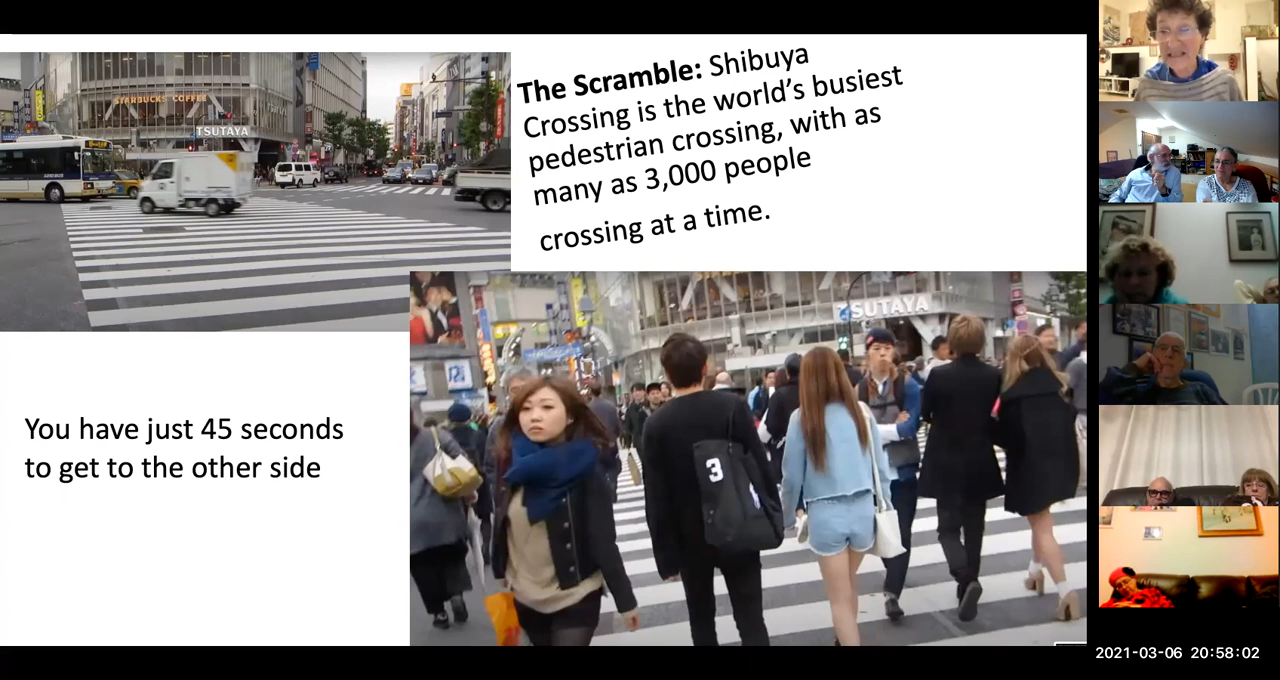 STARBUCKS COFFEE
TSUTAYA
The Scramble: Shibuya
Crossing is the world’s busiest
pedestrian crossing, with as
many as 3,000 people
crossing at a time.
You have just 45 seconds
to get to the other side
TSUTAYA
3
2021-03-06 20:58:02